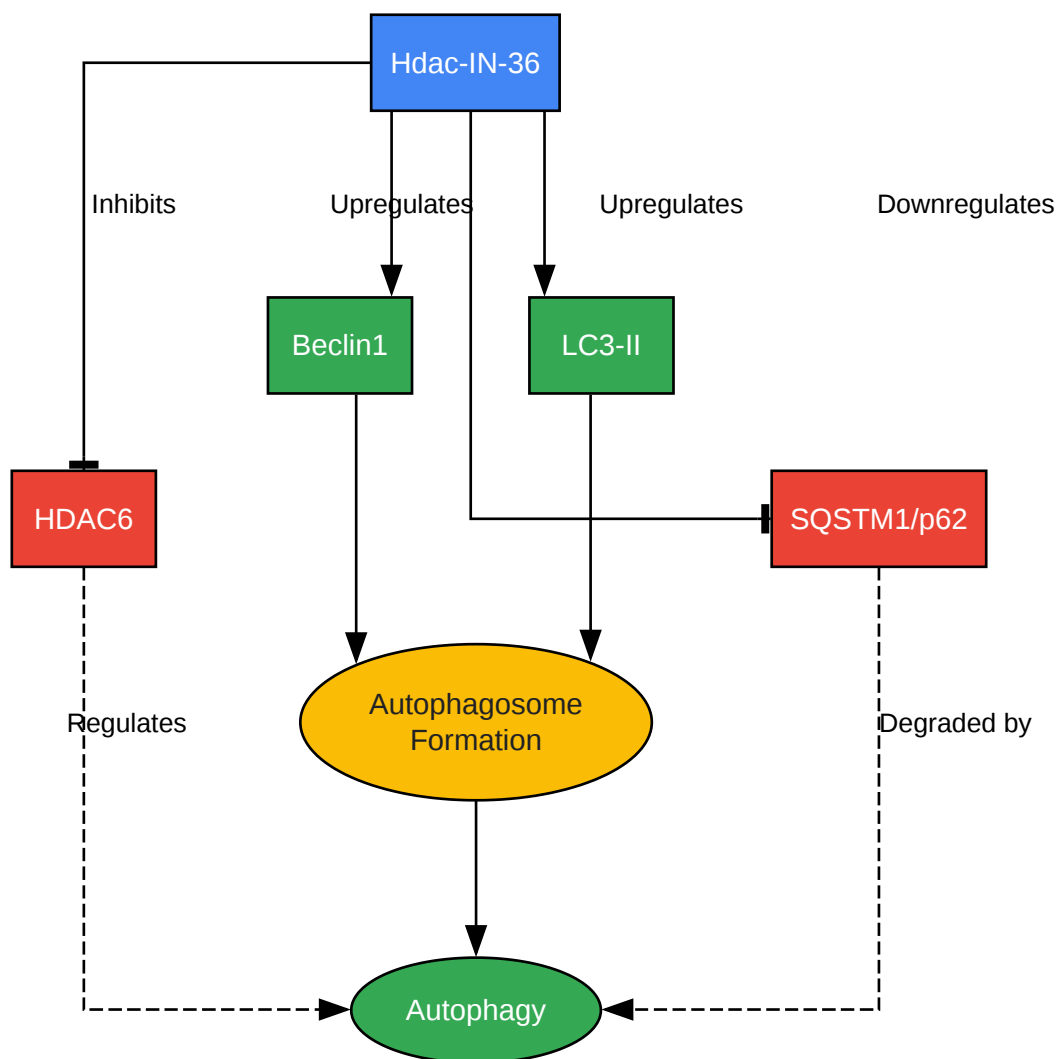 Hdac-IN-36
Inhibits
Upregulates
Upregulates
Downregulates
Beclin1
LC3-II
HDAC6
SQSTM1/p62
Autophagosome
Formation
Regulates
Degraded by
Autophagy